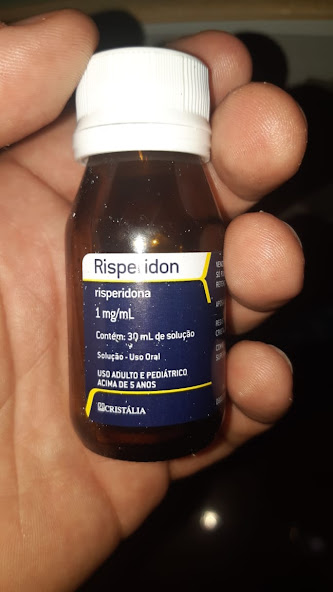 Risperidon
risperidona
1 mg/mL
Contém: 30 mL de solução
Solução - Uso Oral
USO ADULTO E PEDIÁTRICO
ACIMA DE 5 ANOS
CRISTÁLIA